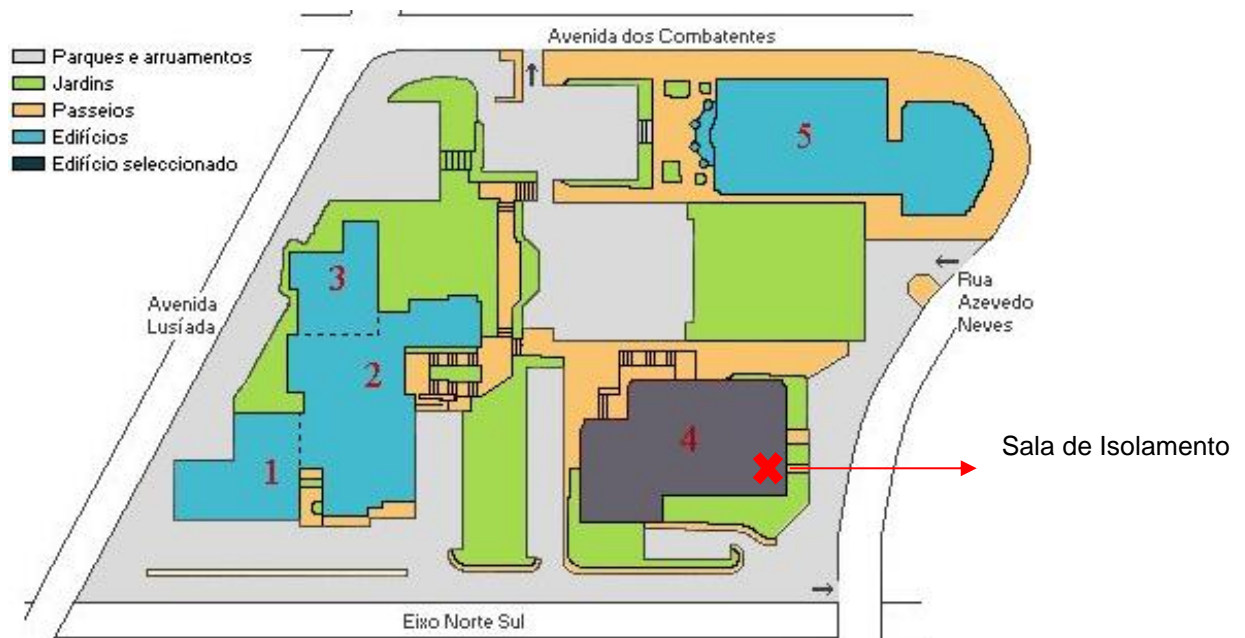 Avenida dos Combatentes
Parques e arruamentos
Jardins
Passeios
Edifícios
Edifício seleccionado
5
3
Avenida
Lusíada
Rua
Azevedo
Neves
2
4
1
Sala de Isolamento
Eixo Norte Sul